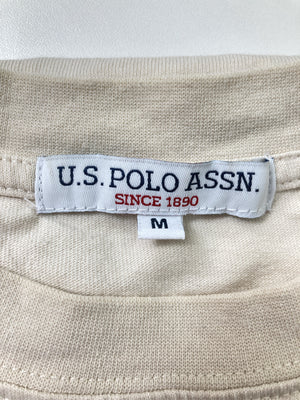 U.S. POLO ASSN.
SINCE 1890
M